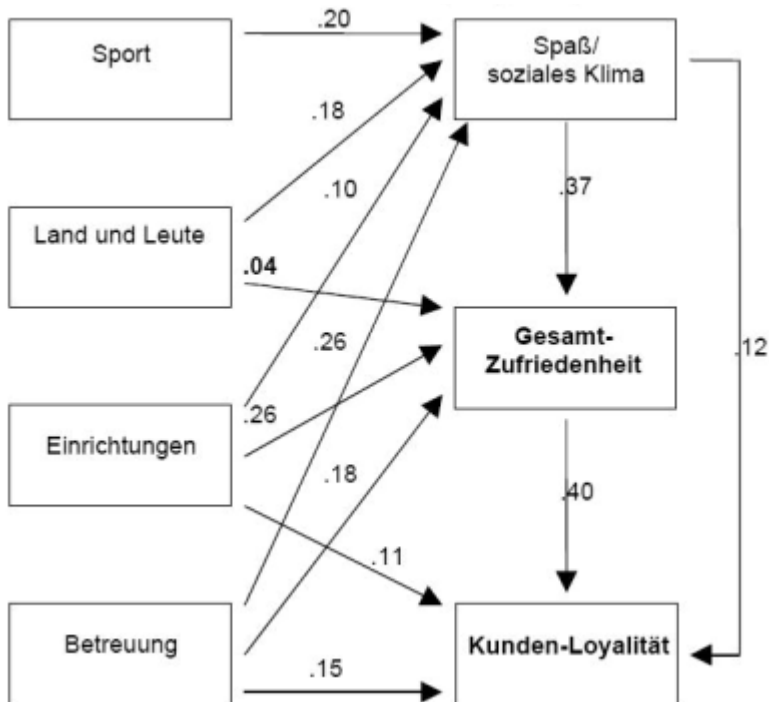 .20
Sport
Spaß/
soziales Klima
.18
.10
.37
Land und Leute
.04
.26
Gesamt-
Zufriedenheit
.12
.26
Einrichtungen
.18
.40
.11
Betreuung
Kunden-Loyalität
.15